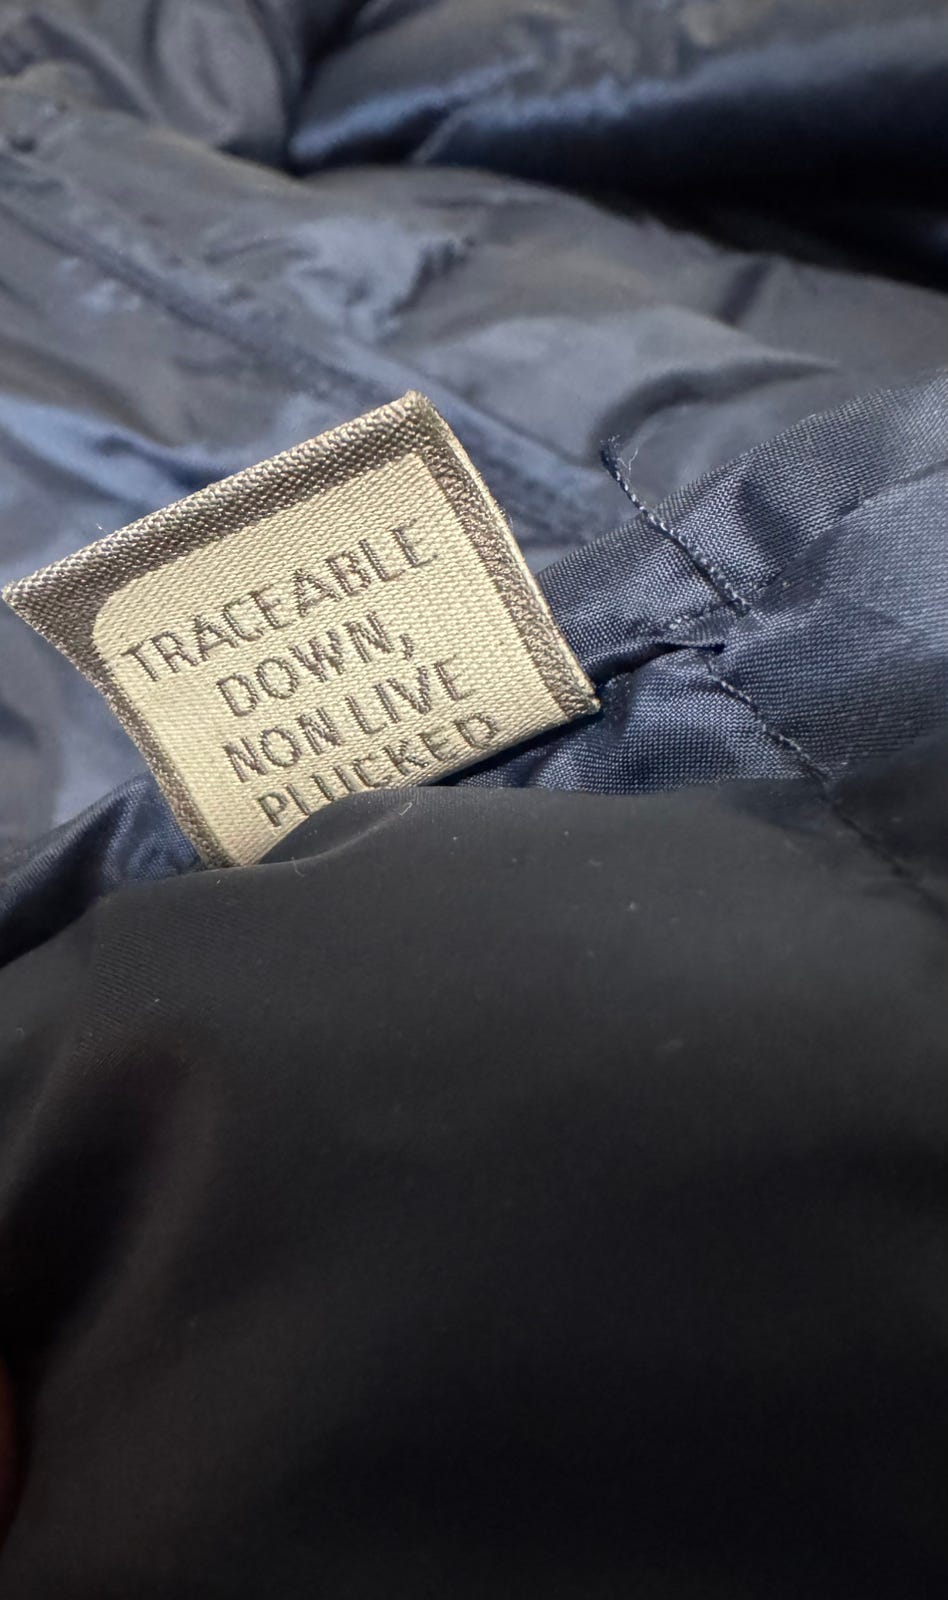 TRACEABLE
DOWN,
NON LIVE
PLUCKED